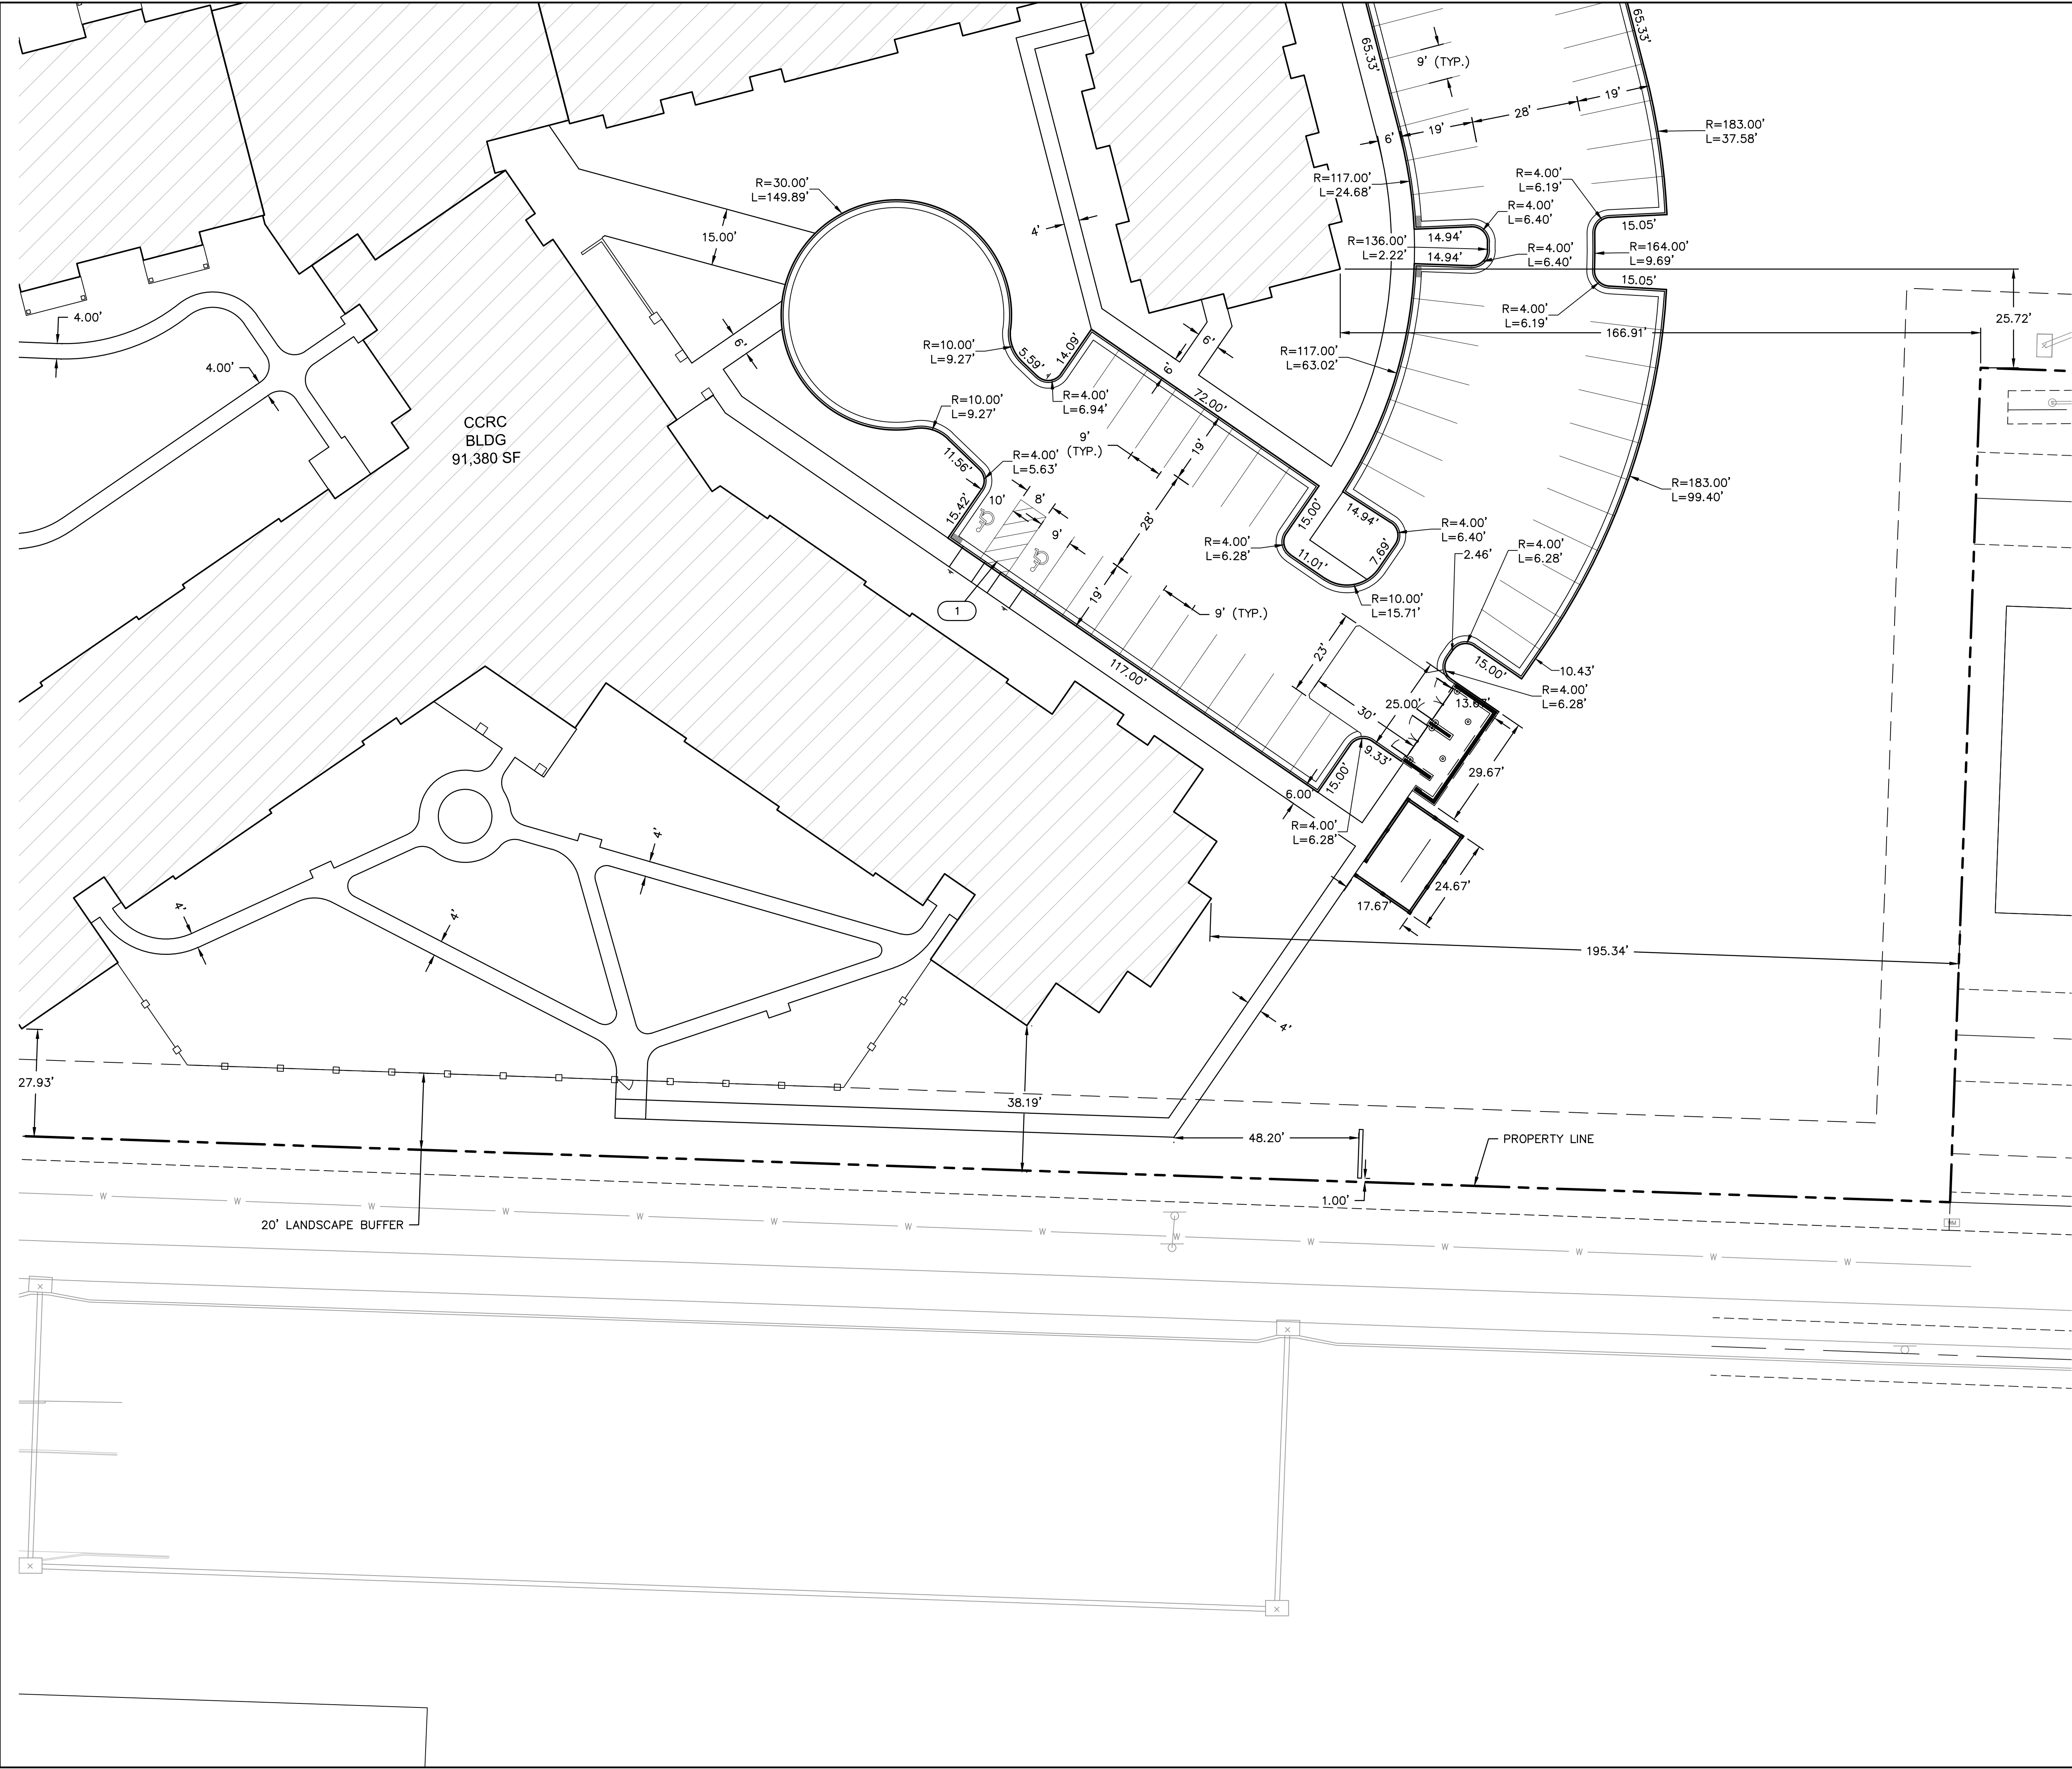 65.33'
65.33'
9' (TYP.)
19'
28'
19'
6'
R=183.00'
L=37.58'
R=117.00'
L=24.68'
R=4.00'
L=6.19'
R=4.00'
L=6.40'
15.05'
R=136.00'
L=2.22'
14.94'
14.94'
R=4.00'
L=6.40'
R=164.00'
L=9.69'
15.05'
R=4.00'
L=6.19'
166.91'
25.72'
R=30.00'
L=149.89'
15.00'
4'
4.00'
4.00'
6'
R=10.00'
L=9.27'
5.59'
14.09'
6'
6'
R=117.00'
L=63.02'
R=4.00'
L=6.94'
72.00'
CCRC
BLDG
91,380 SF
R=10.00'
L=9.27'
11.56'
R=4.00'
L=5.63'
9'
(TYP.)
19'
15.42'
10'
8'
9'
28'
19'
R=183.00'
L=99.40'
15.00'
14.94'
R=4.00'
L=6.28'
11.01'
7.69'
R=4.00'
L=6.40'
2.46'
R=4.00'
L=6.28'
R=10.00'
L=15.71'
1
9' (TYP.)
117.00'
23'
30'
25.00'
15.00'
10.43'
R=4.00'
L=6.28'
9.33'
29.67'
6.00'
15.00'
R=4.00'
L=6.28'
24.67'
17.67'
4'
4'
4'
195.34'
4'
27.93'
38.19'
48.20'
PROPERTY LINE
1.00'
20' LANDSCAPE BUFFER
W W W W W W W W W W W W W W